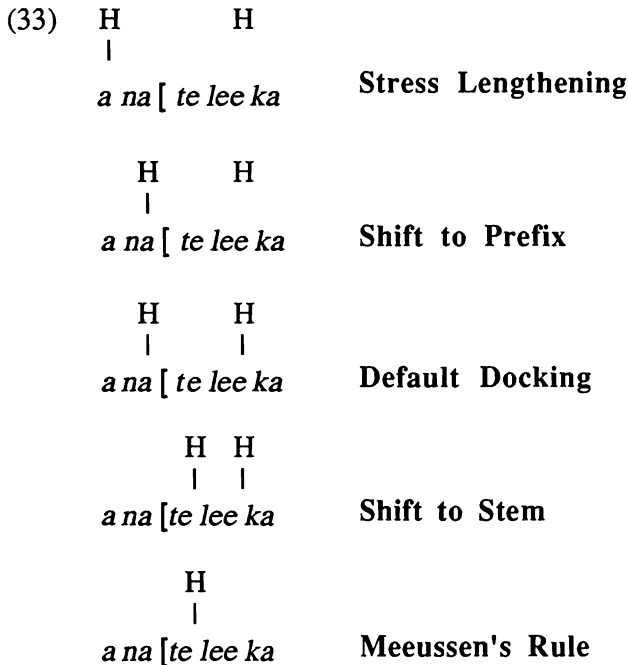 (33) H H
|
a na [ te lee ka Stress Lengthening
H H
|
a na [ te lee ka Shift to Prefix
H H
| |
a na [ te lee ka Default Docking
H H
| |
a na [te lee ka Shift to Stem
H
|
a na [te lee ka Meeussen's Rule